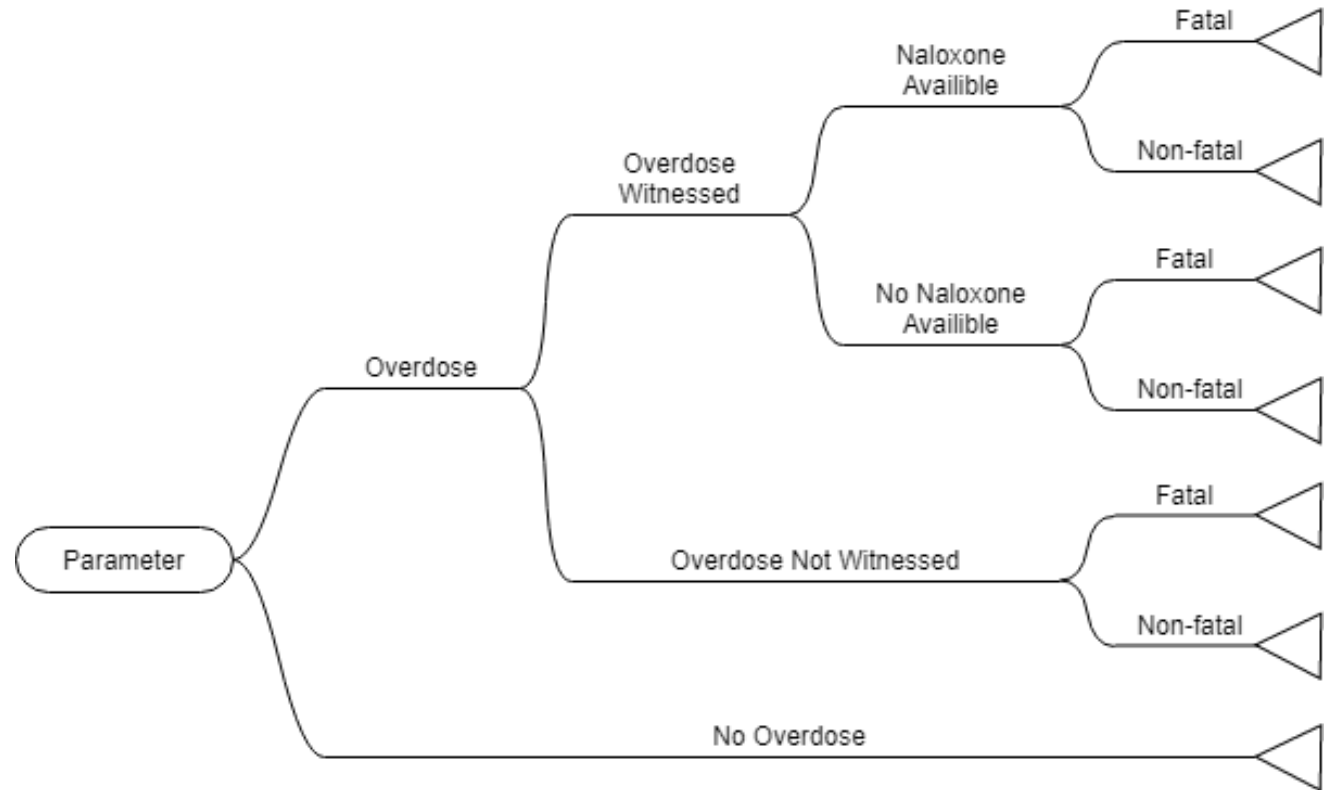 Fatal
Naloxone
Availible
Non-fatal
Overdose
Witnessed
Fatal
No Naloxone
Availible
Non-fatal
Overdose
Fatal
Overdose Not Witnessed
Non-fatal
Parameter
No Overdose